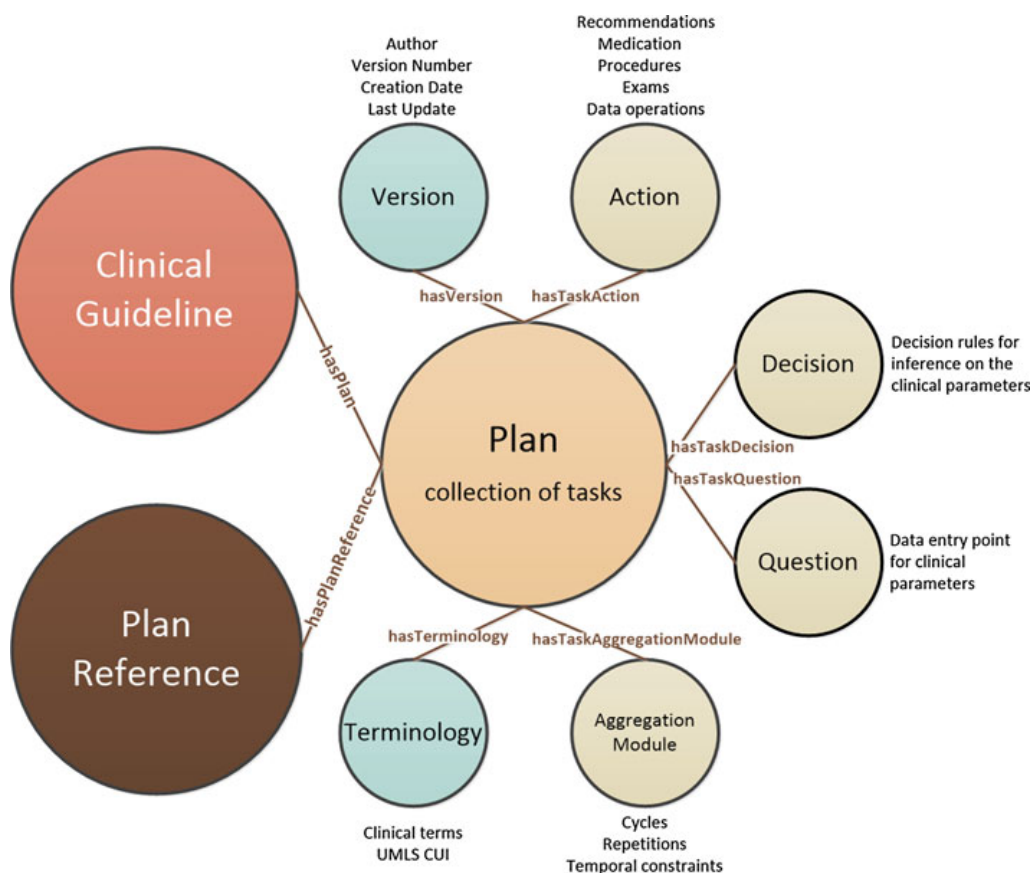 Author
Version Number
Creation Date
Last Update
Recommendations
Medication
Procedures
Exams
Data operations
Version
Action
Clinical
Guideline
hasVersion
hasTaskAction
hasPlan
Decision
Decision rules for
inference on the
clinical parameters
Plan
collection of tasks
hasTaskDecision
hasTaskQuestion
hasPlanReference
Question
Data entry point
for clinical
parameters
Plan
Reference
hasTerminology
hasTaskAggregationModule
Terminology
Aggregation
Module
Clinical terms
UMLS CUI
Cycles
Repetitions
Temporal constraints